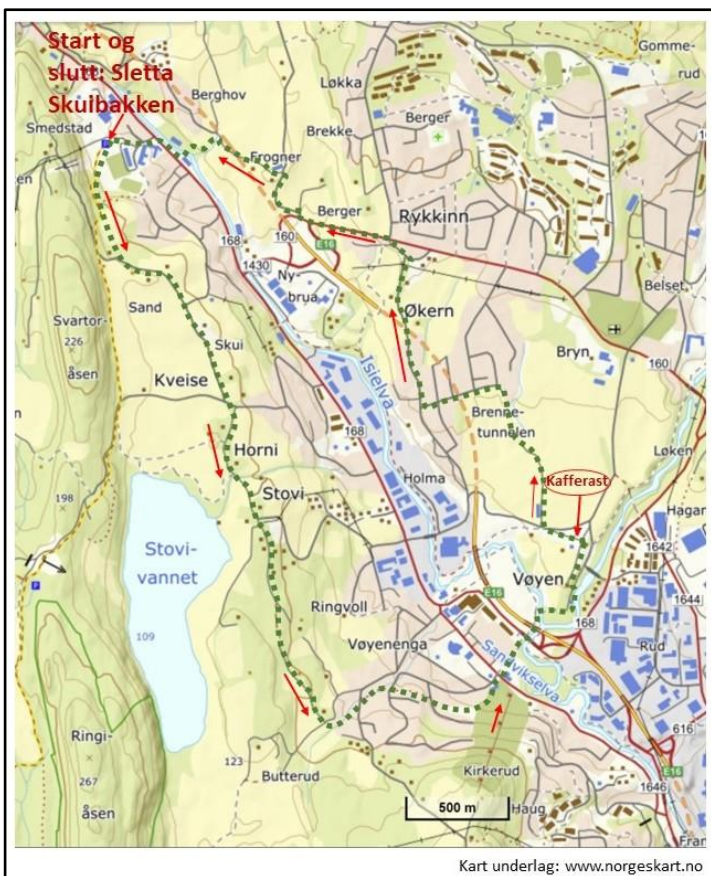 Start og
slutt: Sletta
Skuibakken
Gomme-
rud
Løkka
Berghov
Smedstad
Berger
Brekke
Frogner
Berger
Rykkinn
168
160
E16
1430
Ny-
brua
Økern
Belset
Sand
Svartor-
226
åsen
Skui
Isielva
Bryn
160
Kveise
Brenne-
tunnelen
Horni
168
Løken
Stovi
Holma
Kafferast
198
Hagan
Stovi-
vannet
1642
Vøyen
E16
1644
Ringvoll
109
168
Vøyenenga
Rud
Sandvikselva
616
Ringi-
123
267
åsen
Butterud
Kirkerud
E16
1646
500 m
Haug
Fran
Kart underlag: www.norgeskart.no